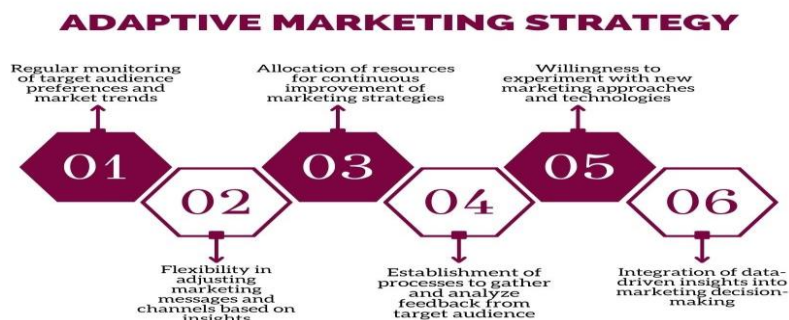 ADAPTIVE MARKETING STRATEGY
Regular monitoring
of target audience
preferences and
market trends
Allocation of resources
for continuous
improvement of
marketing strategies
Willingness to
experiment with new
marketing approaches
and technologies
01
02
03
04
05
06
Flexibility in
adjusting
marketing
messages and
channels based on
insights
Establishment of
processes to gather
and analyze
feedback from
target audience
Integration of data-
driven insights into
marketing decision-
making